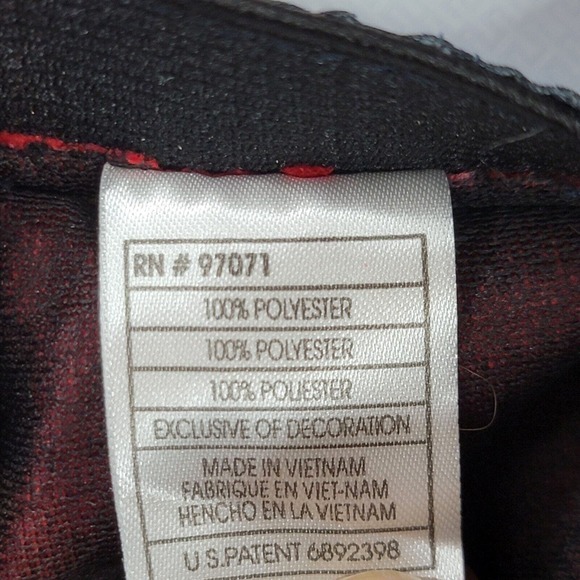 RN # 97071
100% POLYESTER
100% POLYESTER
100% POLIESTER
EXCLUSIVE OF DECORATION
MADE IN VIETNAM
FABRIQUE EN VIET-NAM
HENCHO EN LA VIETNAM
U S.PATENT 6892398